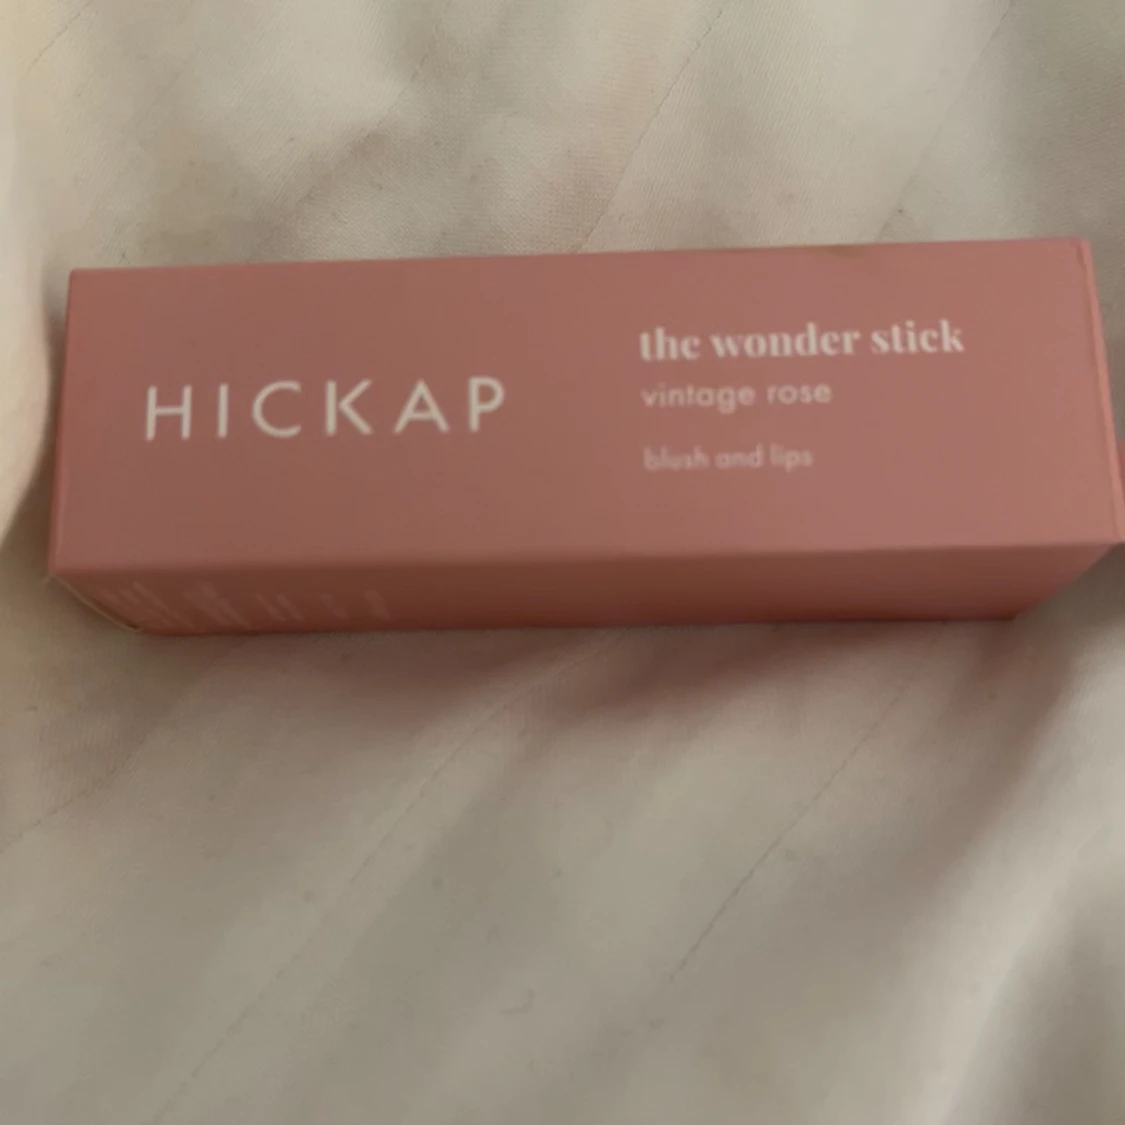 HICKAP
the wonder stick
vintage rose
blush and lips